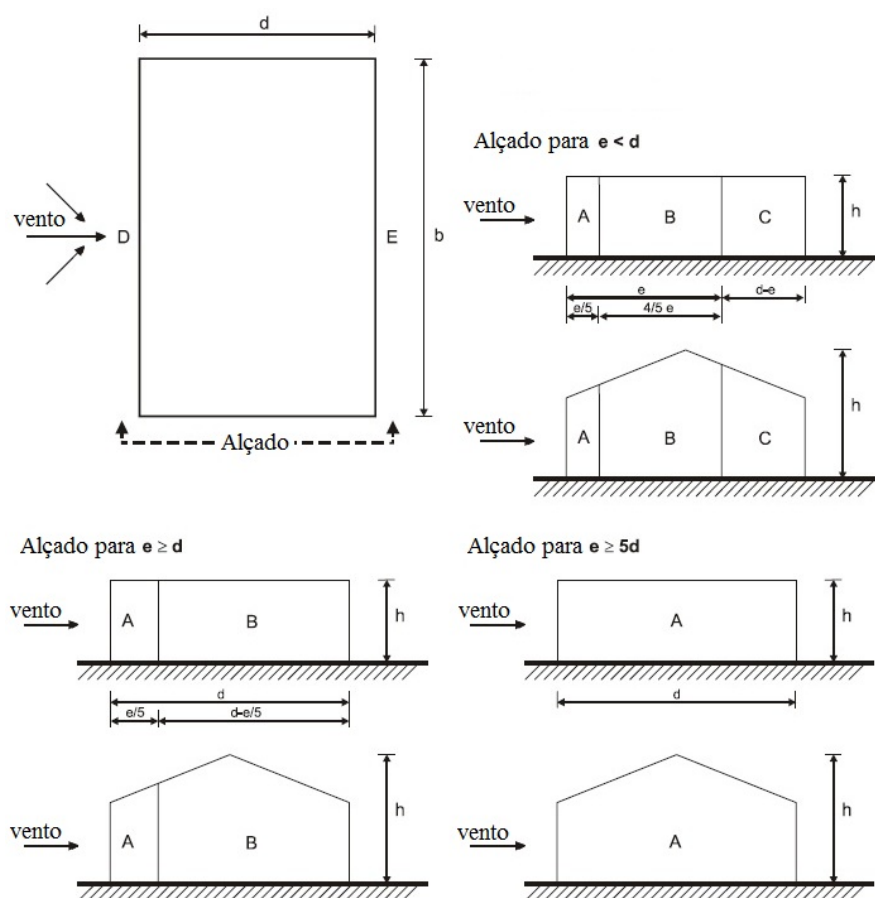 d
vento
D
E
b
Alçado
Alçado para e < d
vento
A
B
C
h
e
d–e
e/5
4/5 e
vento
A
B
C
h
Alçado para e ≥ d
vento
A
B
h
d
e/5
d–e/5
vento
A
B
h
Alçado para e ≥ 5d
vento
A
h
d
vento
A
h